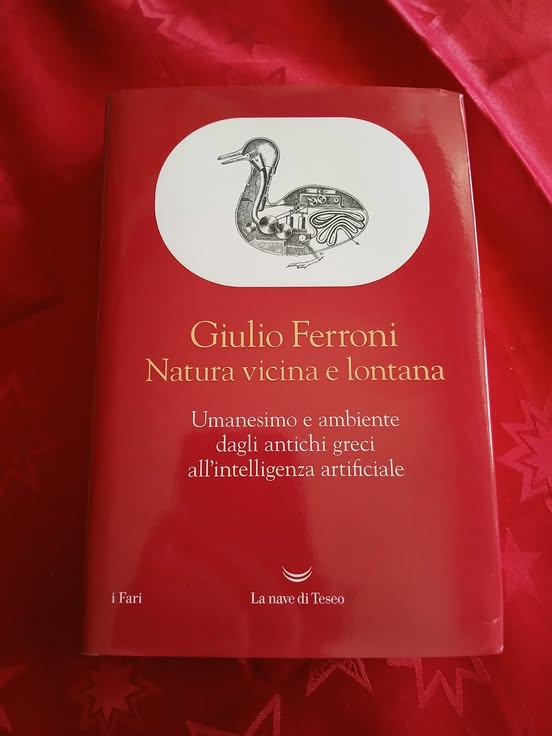 Giulio Ferroni
Natura vicina e lontana
Umanesimo e ambiente
dagli antichi greci
all'intelligenza artificiale
i Fari
La nave di Teseo